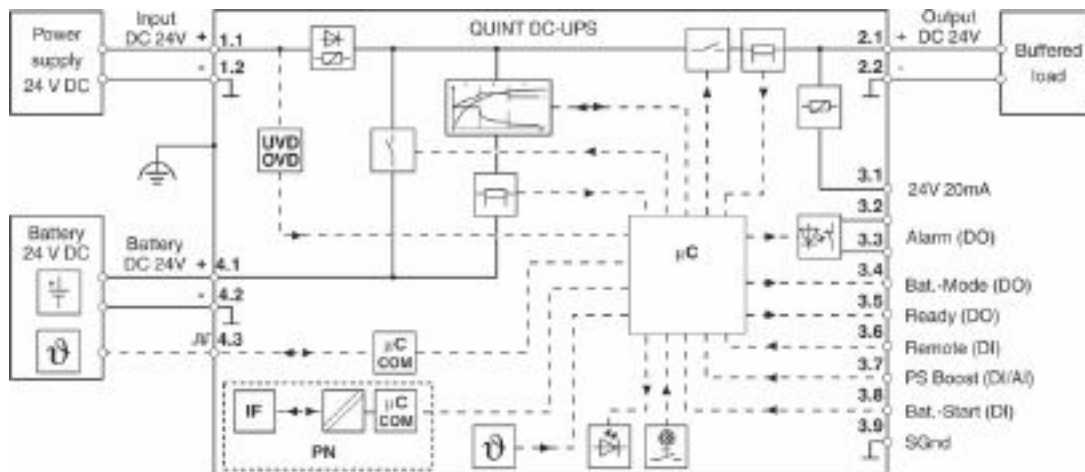 Power
supply
24 V DC
Input
DC 24V +
1.1
-
1.2
QUINT DC-UPS
2.1
+
Output
DC 24V
2.2
-
Buffered
load
UVD
OVD
3.1
24V 20mA
3.2
3.3
Alarm (DO)
µC
3.4
Bat.-Mode (DO)
3.5
Ready (DO)
3.6
Remote (DI)
3.7
PS Boost (DI/AI)
3.8
Bat.-Start (DI)
3.9
SGnd
Battery
24 V DC
ϑ
Battery
DC 24V +
4.1
-
4.2
4.3
µC
COM
IF
µC
COM
PN
ϑ